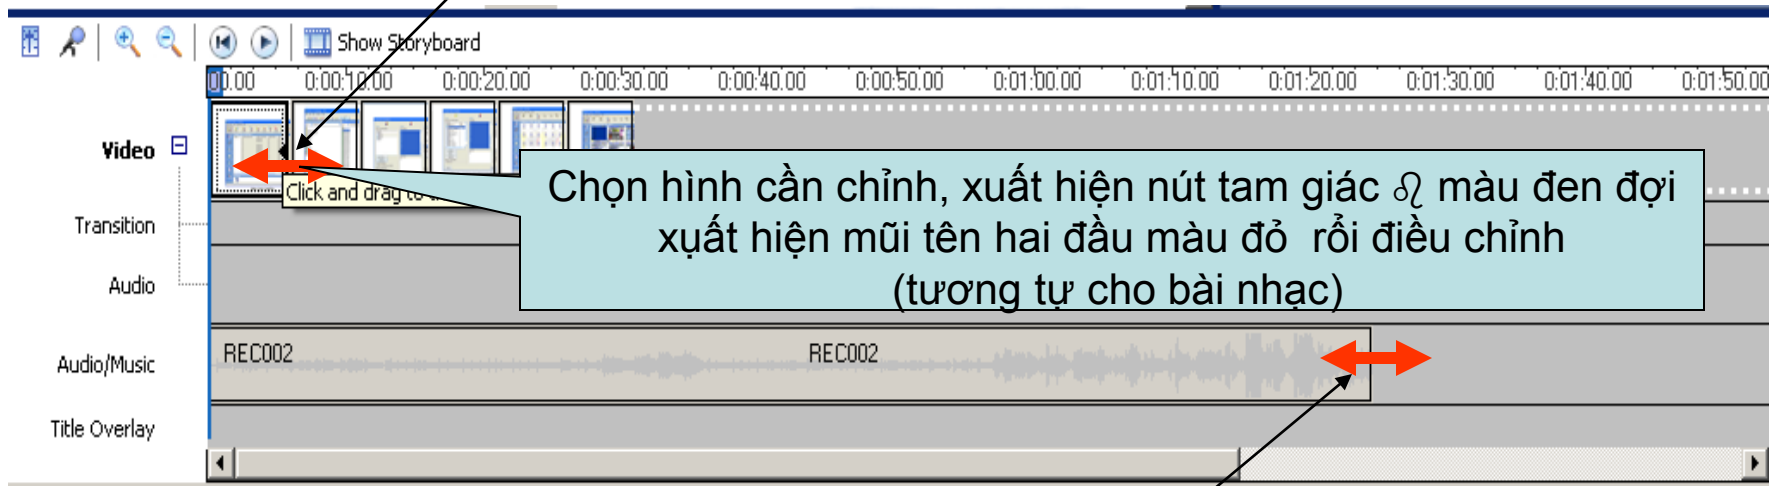 Show Storyboard
00.00 0:00:10.00 0:00:20.00 0:00:30.00 0:00:40.00 0:00:50.00 0:01:00.00 0:01:10.00 0:01:20.00 0:01:30.00 0:01:40.00 0:01:50.00
Video
Click and drag to
Chọn hình cần chỉnh, xuất hiện nút tam giác ♌ màu đen đợi
xụất hiện mũi tên hai đầu màu đỏ rổi điều chỉnh
(tương tự cho bài nhạc)
Transition
Audio
Audio/Music REC002 REC002
Title Overlay